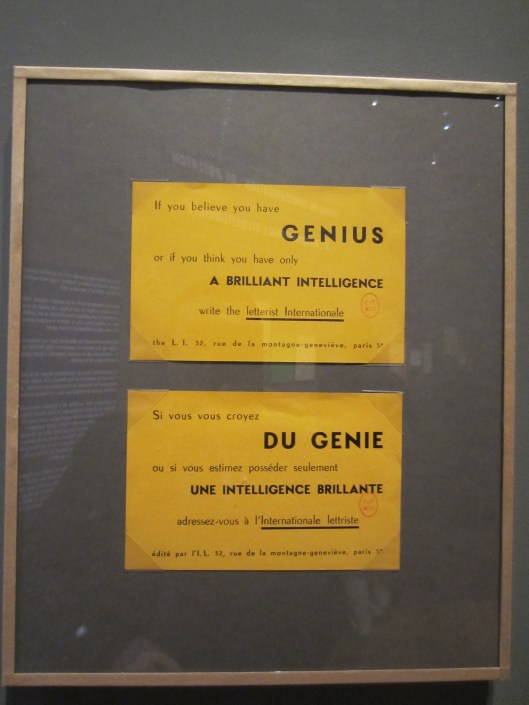 If you believe you have
GENIUS
or if you think you have only
A BRILLIANT INTELLIGENCE
write the letterist Internationale
the L. I. 32, rue de la montagne-geneviève, paris 5e
Si vous vous croyez
DU GENIE
ou si vous estimez posséder seulement
UNE INTELLIGENCE BRILLANTE
adressez-vous à l'Internationale lettriste
édité par l'I. L. 32, rue de la montagne-geneviève, paris 5e